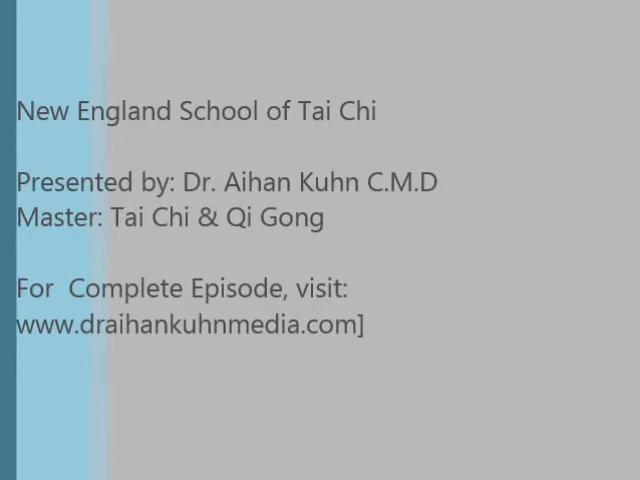 New England School of Tai Chi
Presented by: Dr. Aihan Kuhn C.M.D
Master: Tai Chi & Qi Gong
For  Complete Episode, visit:
www.draihankuhnmedia.com]